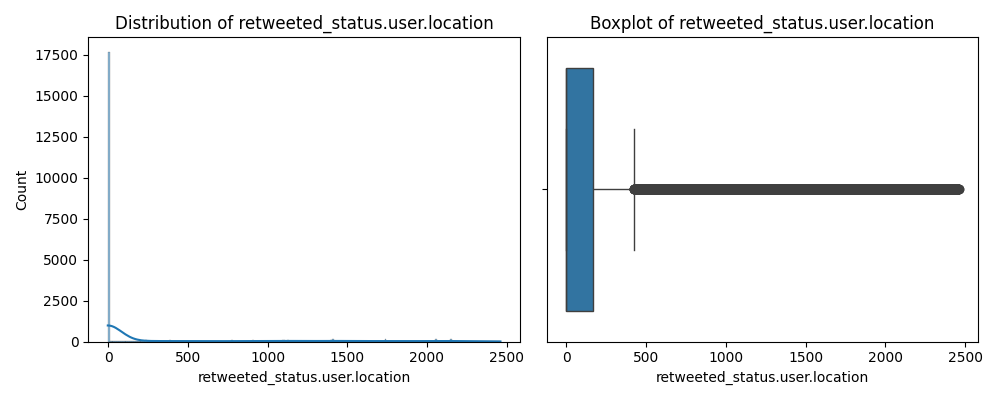 Distribution of retweeted_status.user.location
17500
15000
12500
10000
7500
5000
2500
0
Count
0 500 1000 1500 2000 2500
retweeted_status.user.location
Boxplot of retweeted_status.user.location
0 500 1000 1500 2000 2500
retweeted_status.user.location